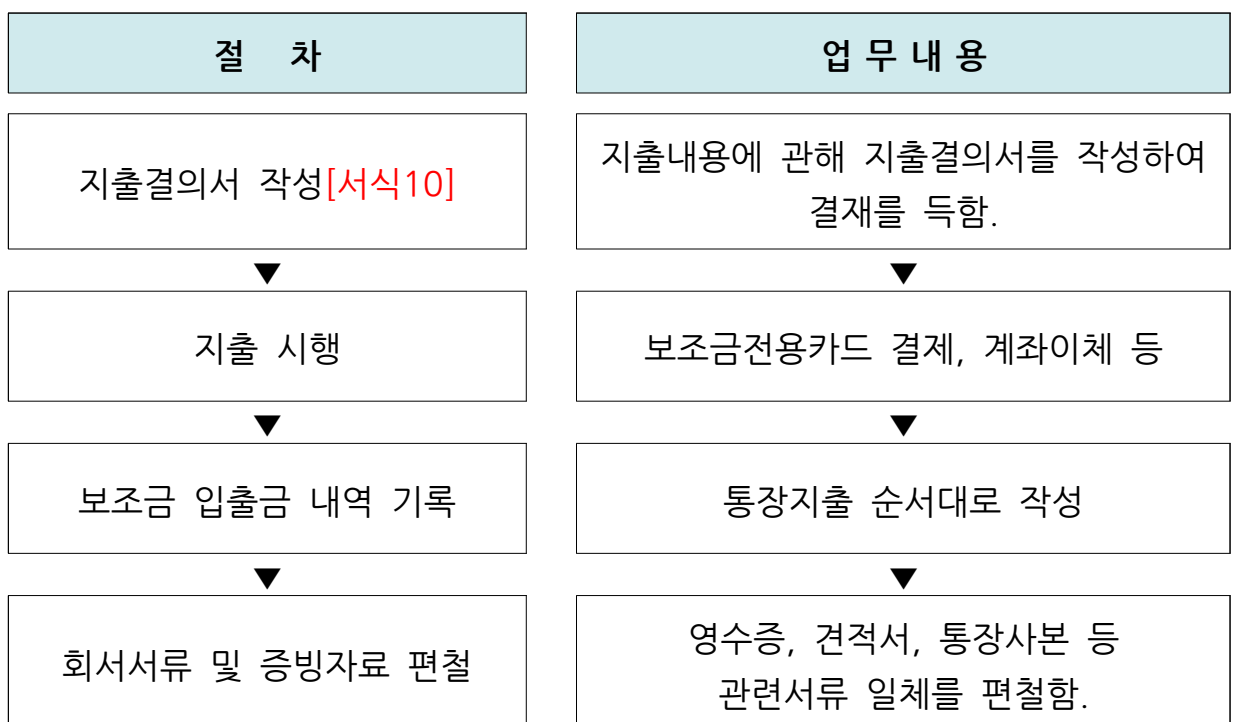 절 차
업 무 내 용
지출결의서 작성[서식10]
지출내용에 관해 지출결의서를 작성하여
결재를 득함.
▼
▼
지출 시행
보조금전용카드 결제, 계좌이체 등
▼
▼
보조금 입출금 내역 기록
통장지출 순서대로 작성
▼
▼
회서서류 및 증빙자료 편철
영수증, 견적서, 통장사본 등
관련서류 일체를 편철함.